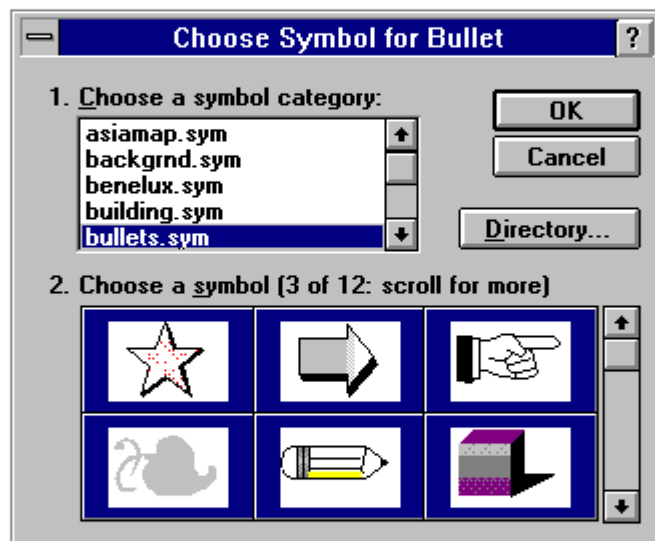 Choose Symbol for Bullet
?
1. Choose a symbol category:
asiamap.sym
backgrnd.sym
benelux.sym
building.sym
bullets.sym
OK
Cancel
Directory...
2. Choose a symbol (3 of 12: scroll for more)